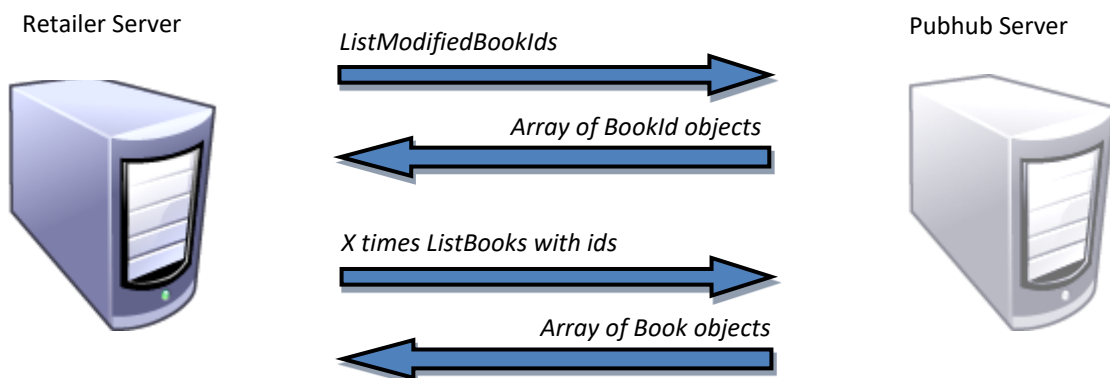 Retailer Server
Pubhub Server
ListModifiedBookIds
Array of BookId objects
X times ListBooks with ids
Array of Book objects